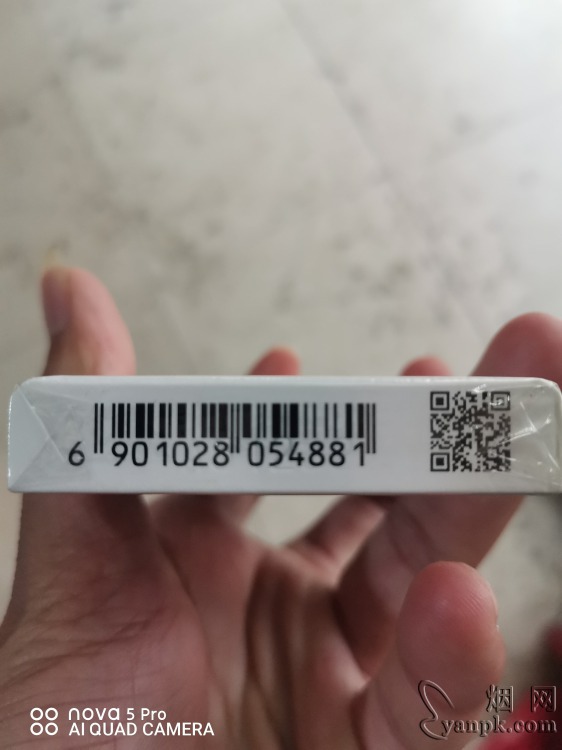 6 901028 054881
nova 5 Pro
AI QUAD CAMERA
烟网
yanpk.com